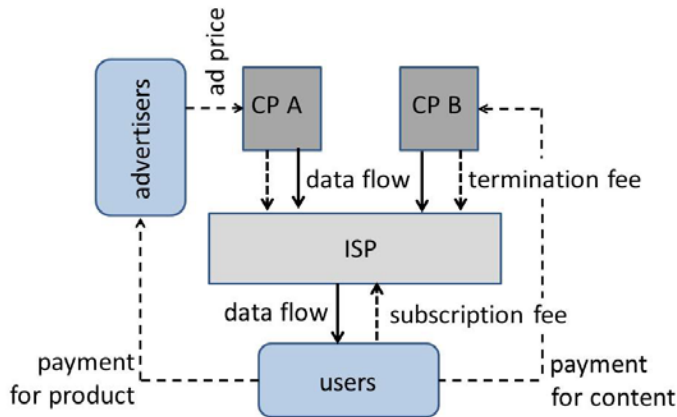 ad price
advertisers
CP A
CP B
data flow
termination fee
ISP
data flow
subscription fee
payment
for product
users
payment
for content